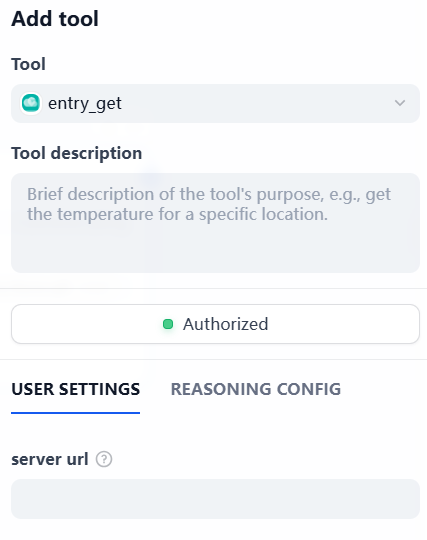 Add tool
Tool
entry_get
Tool description
Brief description of the tool's purpose, e.g., get
the temperature for a specific location.
Authorized
USER SETTINGS REASONING CONFIG
server url ?